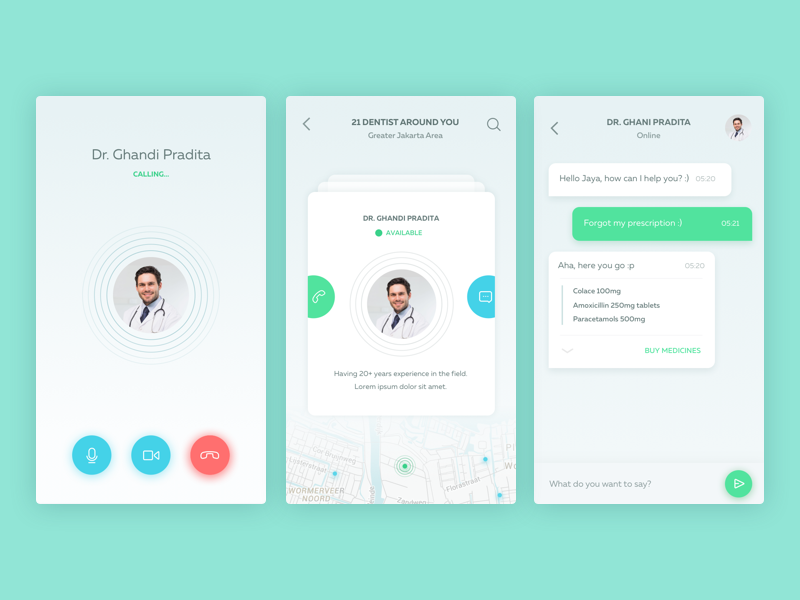 Dr. Ghandi Pradita
CALLING...
21 DENTIST AROUND YOU
Greater Jakarta Area
DR. GHANDI PRADITA
AVAILABLE
Having 20+ years experience in the field.
Lorem ipsum dolor sit amet.
WORMERVEER
NOORD
Florastraat
DR. GHANI PRADITA
Online
Hello Jaya, how can I help you? :) 05:20
Forgot my prescription :) 05:21
Aha, here you go :p 05:20
Colace 100mg
Amoxicillin 250mg tablets
Paracetamols 500mg
BUY MEDICINES
What do you want to say?